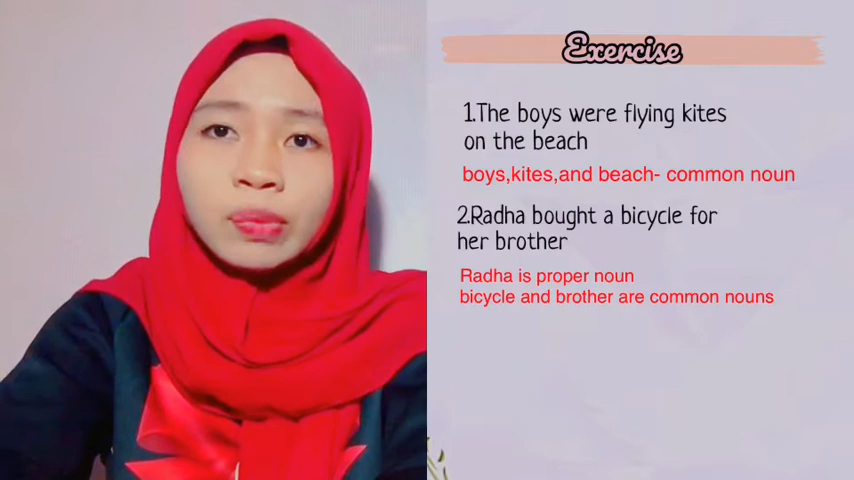 Exercise
1.The boys were flying kites
on the beach
boys,kites,and beach- common noun
2.Radha bought a bicycle for
her brother
Radha is proper noun
bicycle and brother are common nouns